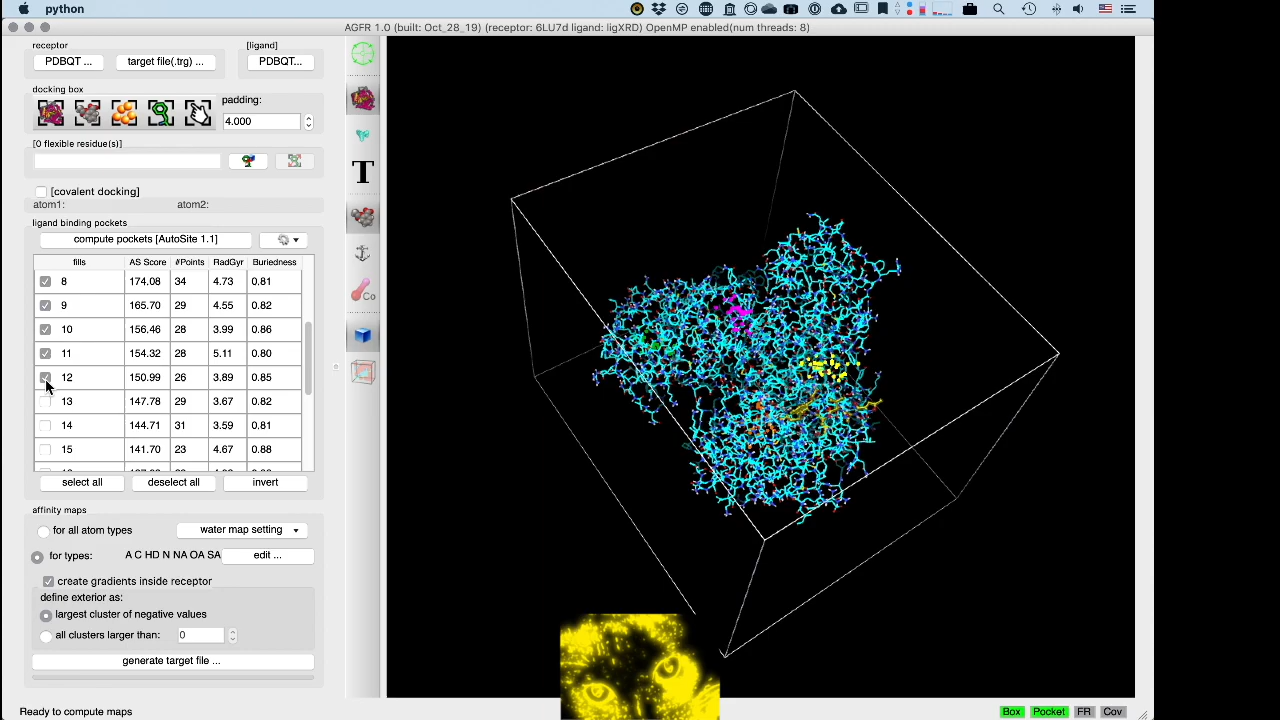 python
AGFR 1.0 (built: Oct_28_19) (receptor: 6LU7d ligand: ligXRD) OpenMP enabled(num threads: 8)
receptor
[ligand]
PDBQT ...
target file(.trg) ...
PDBQT...
docking box
padding:
4.000
[0 flexible residue(s)]
T
[covalent docking]
atom1:
atom2:
ligand binding pockets
compute pockets [AutoSite 1.1]
fills AS Score #Points RadGyr Buriedness
8 174.08 34 4.73 0.81
9 165.70 29 4.55 0.82
10 156.46 28 3.99 0.86
11 154.32 28 5.11 0.80
12 150.99 26 3.89 0.85
13 147.78 29 3.67 0.82
14 144.71 31 3.59 0.81
15 141.70 23 4.67 0.88
Co
select all
deselect all
invert
affinity maps
for all atom types
water map setting
for types:
A C HD N NA OA SA
edit ...
create gradients inside receptor
define exterior as:
largest cluster of negative values
all clusters larger than:
0
generate target file ...
Ready to compute maps
Box
Pocket
FR
Cov